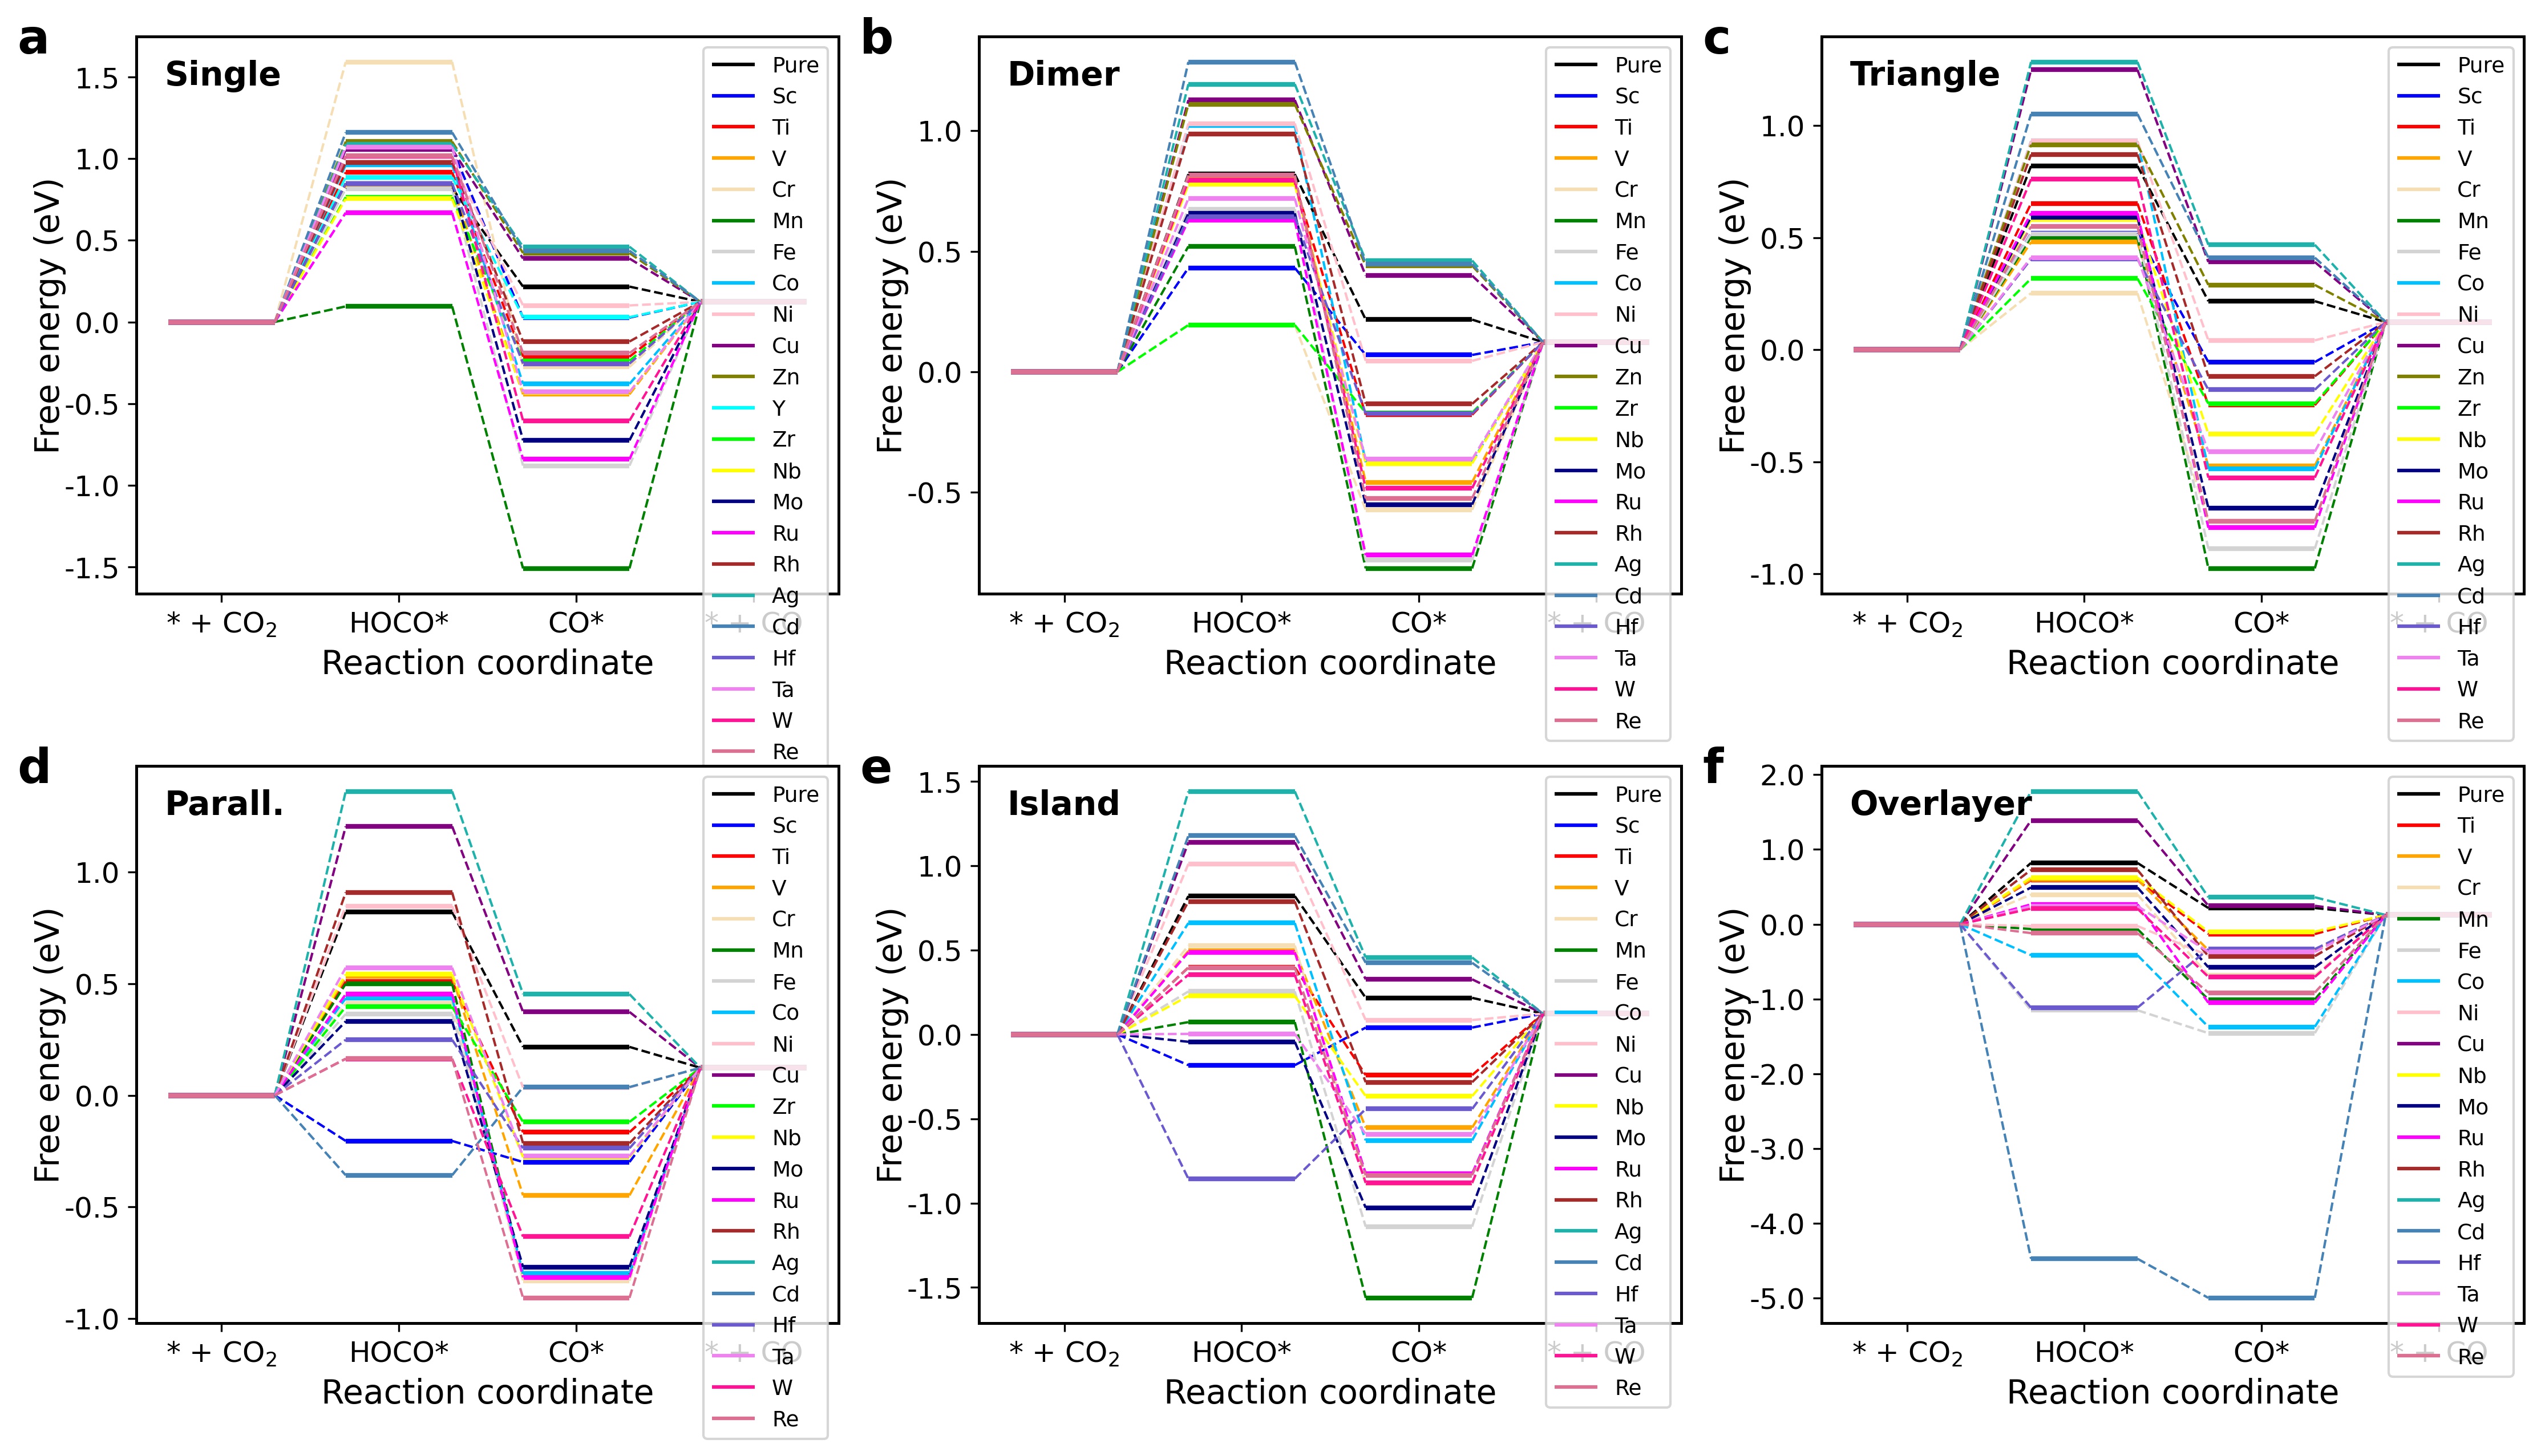 a
Single
Free energy (eV)
1.5
1.0
0.5
0.0
-0.5
-1.0
-1.5
* + CO₂
HOCO*
CO*
* + CO
Reaction coordinate
Pure
Sc
Ti
V
Cr
Mn
Fe
Co
Ni
Cu
Zn
Y
Zr
Nb
Mo
Ru
Rh
Ag
Cd
Hf
Ta
W
Re
b
Dimer
Free energy (eV)
1.0
0.5
0.0
-0.5
* + CO₂
HOCO*
CO*
* + CO
Reaction coordinate
Pure
Sc
Ti
V
Cr
Mn
Fe
Co
Ni
Cu
Zn
Zr
Nb
Mo
Ru
Rh
Ag
Cd
Hf
Ta
W
Re
c
Triangle
Free energy (eV)
1.0
0.5
0.0
-0.5
-1.0
* + CO₂
HOCO*
CO*
* + CO
Reaction coordinate
Pure
Sc
Ti
V
Cr
Mn
Fe
Co
Ni
Cu
Zn
Zr
Nb
Mo
Ru
Rh
Ag
Cd
Hf
Ta
W
Re
d
Parall.
Free energy (eV)
1.0
0.5
0.0
-0.5
-1.0
* + CO₂
HOCO*
CO*
* + CO
Reaction coordinate
Pure
Sc
Ti
V
Cr
Mn
Fe
Co
Ni
Cu
Zr
Nb
Mo
Ru
Rh
Ag
Cd
Hf
Ta
W
Re
e
Island
Free energy (eV)
1.5
1.0
0.5
0.0
-0.5
-1.0
-1.5
* + CO₂
HOCO*
CO*
* + CO
Reaction coordinate
Pure
Sc
Ti
V
Cr
Mn
Fe
Co
Ni
Cu
Nb
Mo
Ru
Rh
Ag
Cd
Hf
Ta
W
Re
f
Overlayer
Free energy (eV)
2.0
1.0
0.0
-1.0
-2.0
-3.0
-4.0
-5.0
* + CO₂
HOCO*
CO*
* + CO
Reaction coordinate
Pure
Ti
V
Cr
Mn
Fe
Co
Ni
Cu
Nb
Mo
Ru
Rh
Ag
Cd
Hf
Ta
W
Re